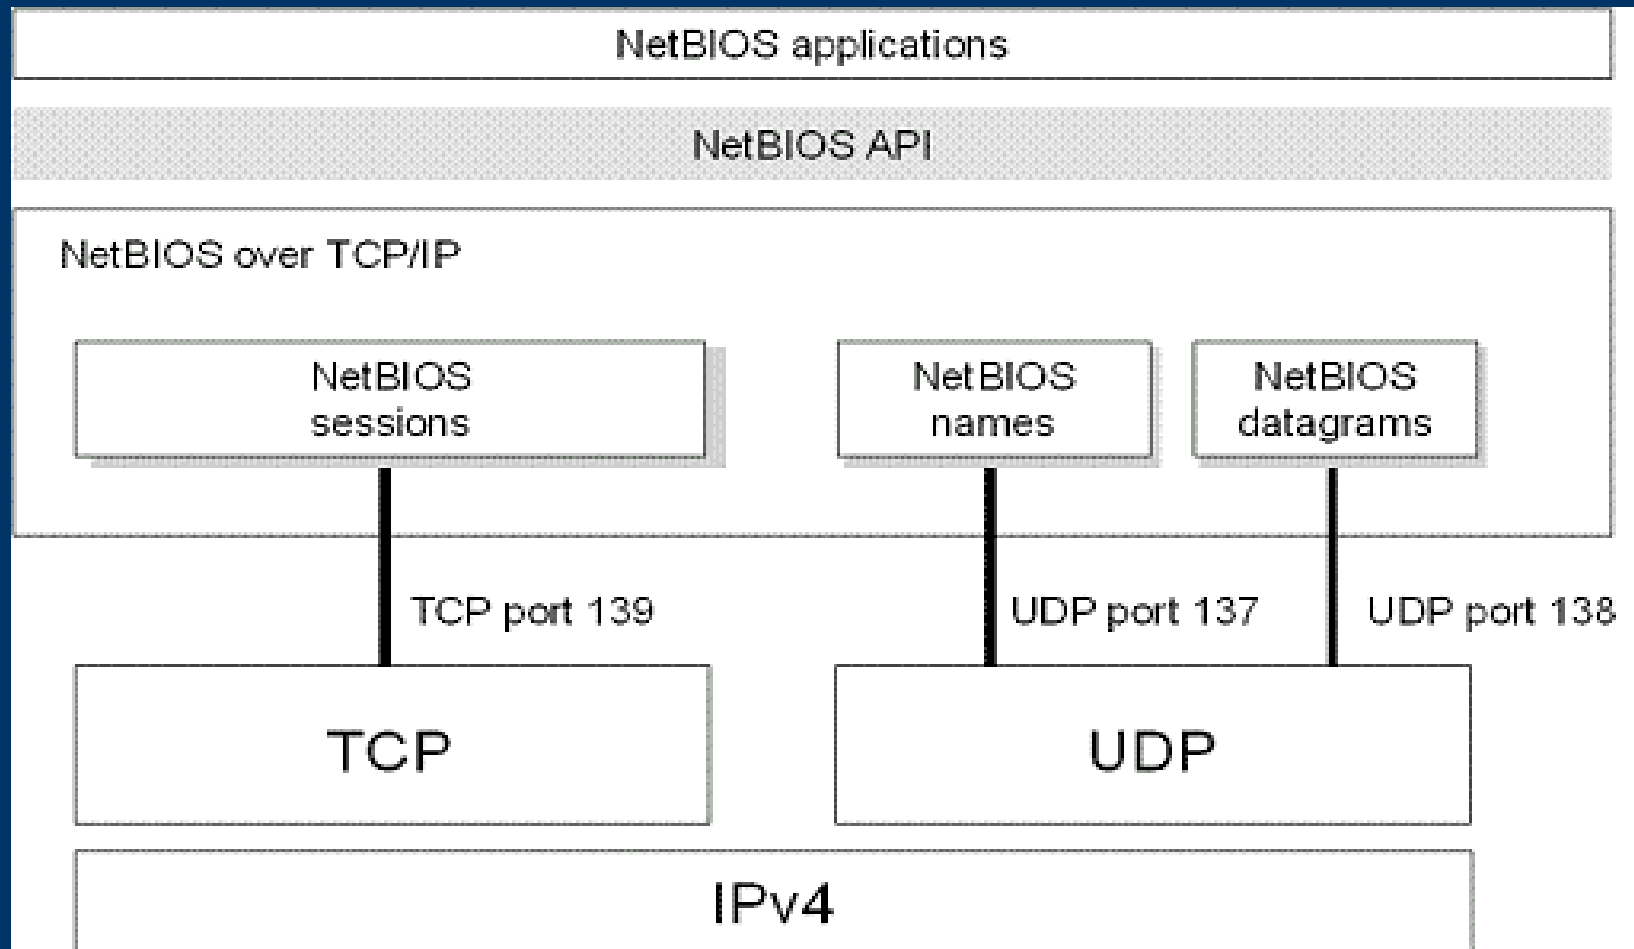 NetBIOS applications
NetBIOS API
NetBIOS over TCP/IP
NetBIOS
sessions
NetBIOS
names
NetBIOS
datagrams
TCP port 139
UDP port 137
UDP port 138
TCP
UDP
IPv4